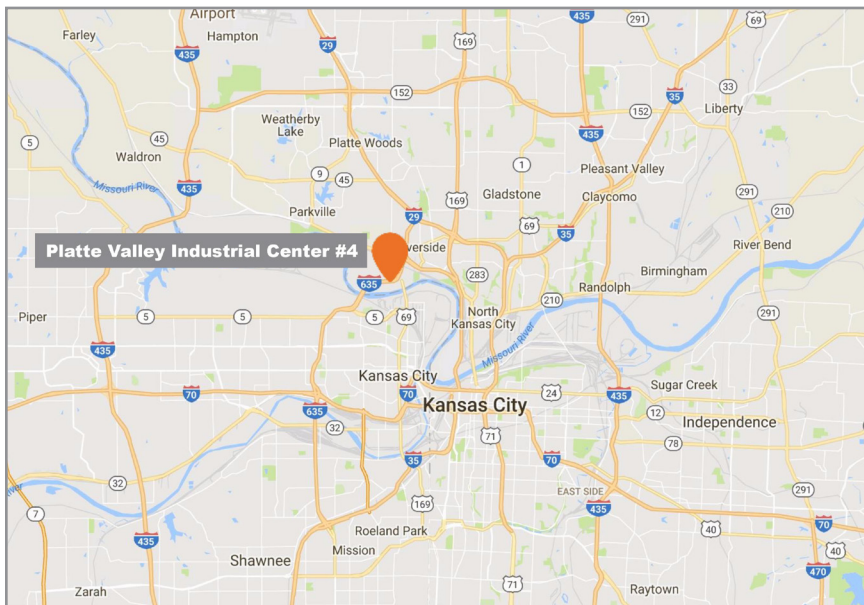 Airport
435
69
Farley
Hampton
29
169
435
152
35
33
Liberty
152
Weatherby
Lake
Platte Woods
435
5
45
Waldron
1
Pleasant Valley
9
45
435
Missouri River
Gladstone
Claycomo
291
169
210
Parkville
29
69
35
River Bend
Platte Valley Industrial Center #4
verside
283
Birmingham
635
Randolph
210
North
Kansas City
291
Piper
5
5
5
69
Missouri River
435
Kansas City
70
70
24
435
Sugar Creek
635
Kansas City
12
Independence
32
71
78
35
70
32
EAST SIDE
291
169
435
7
70
40
Roeland Park
435
Mission
40
Shawnee
470
71
Raytown
Zarah